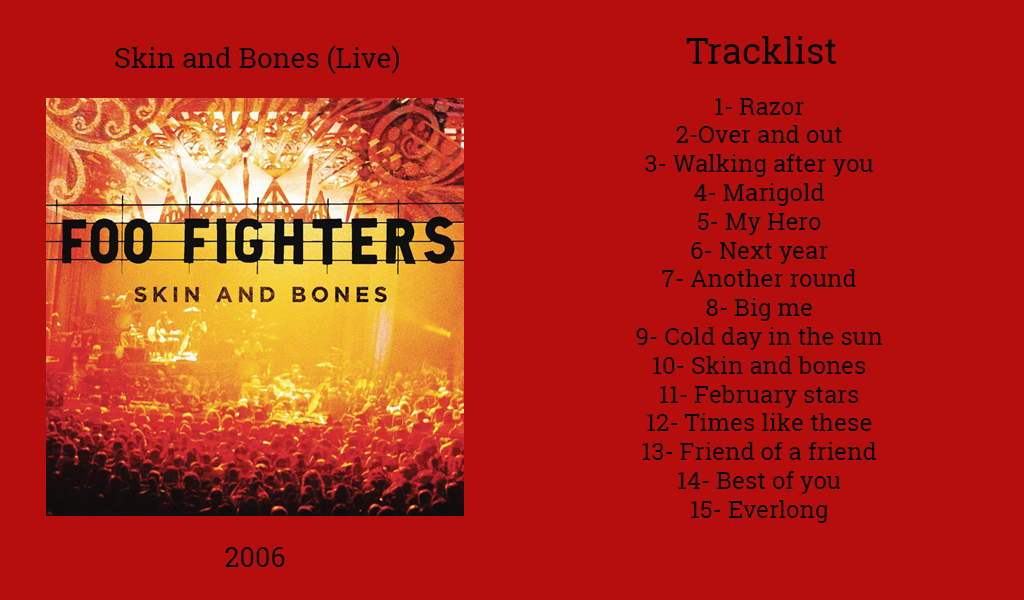 Skin and Bones (Live)
FOO FIGHTERS
SKIN AND BONES
2006
Tracklist
1- Razor
2-Over and out
3- Walking after you
4- Marigold
5- My Hero
6- Next year
7- Another round
8- Big me
9- Cold day in the sun
10- Skin and bones
11- February stars
12- Times like these
13- Friend of a friend
14- Best of you
15- Everlong